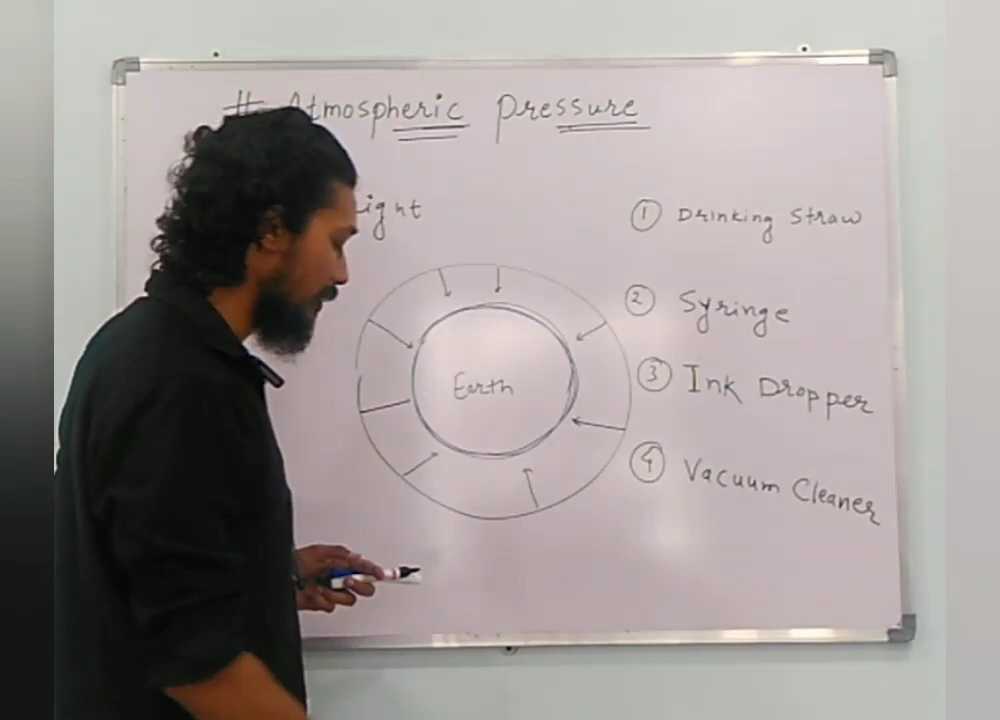 # Atmospheric Pressure
① Drinking Straw
② Syringe
③ Ink Dropper
④ Vacuum Cleaner
Earth